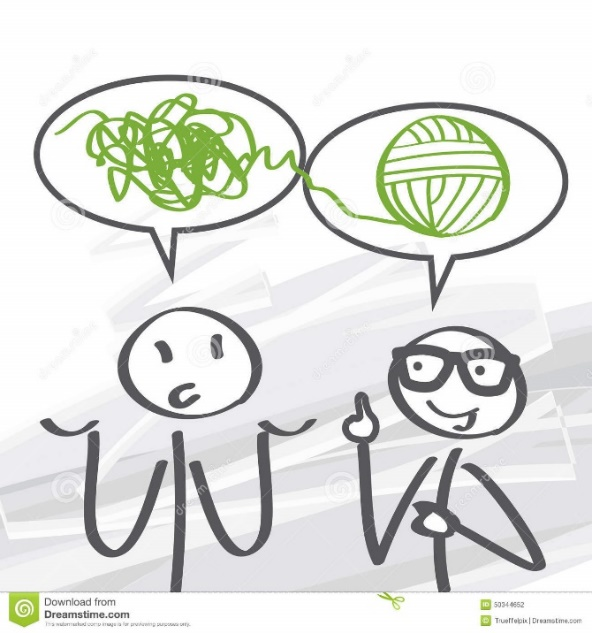 Download from
Dreamstime.com
This watermarked comp image is for previewing purposes only.
50344652
Trueffelpix | Dreamstime.com